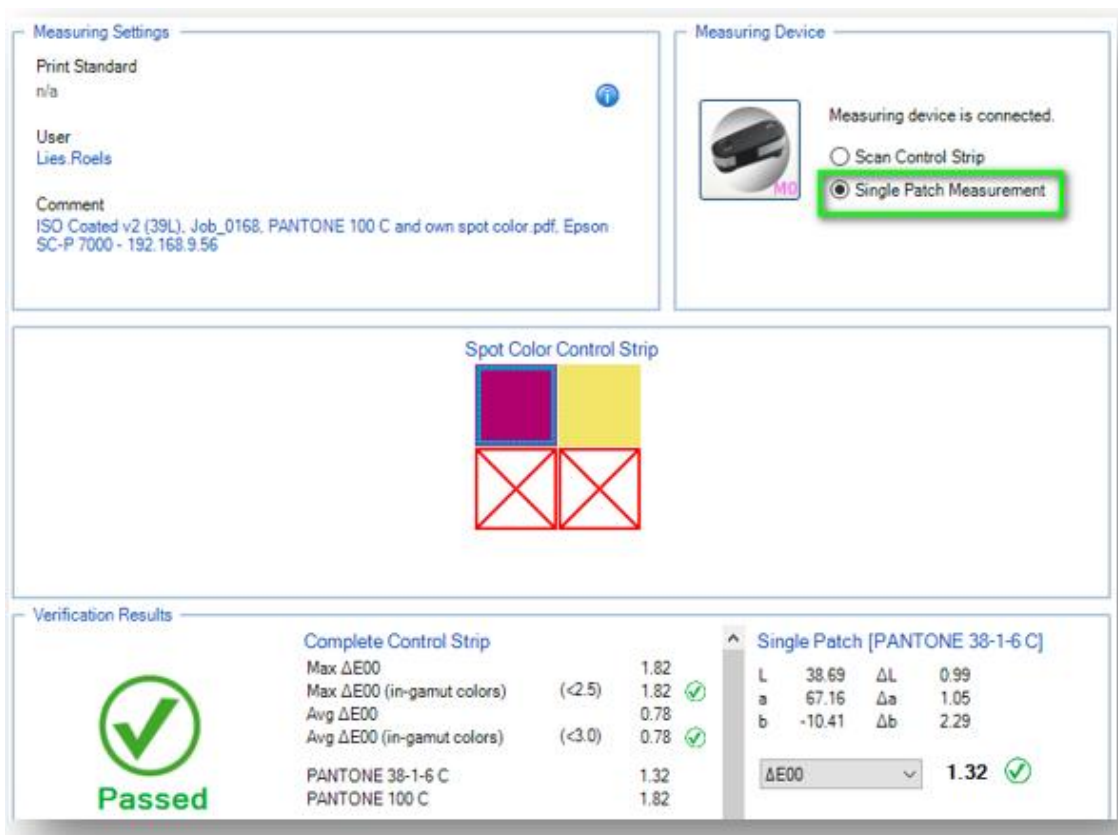 Measuring Settings
Print Standard
n/a
User
Lies.Roels
Comment
ISO Coated v2 (39L), Job_0168, PANTONE 100 C and own spot color.pdf, Epson
SC-P 7000 - 192.168.9.56
Measuring Device
M0
Measuring device is connected.
Scan Control Strip
Single Patch Measurement
Spot Color Control Strip
Verification Results
Passed
Complete Control Strip
Max ΔE00 1.82
Max ΔE00 (in-gamut colors) (<2.5) 1.82
Avg ΔE00 0.78
Avg ΔE00 (in-gamut colors) (<3.0) 0.78
PANTONE 38-1-6 C 1.32
PANTONE 100 C 1.82
Single Patch [PANTONE 38-1-6 C]
L 38.69 ΔL 0.99
a 67.16 Δa 1.05
b -10.41 Δb 2.29
ΔE00 1.32